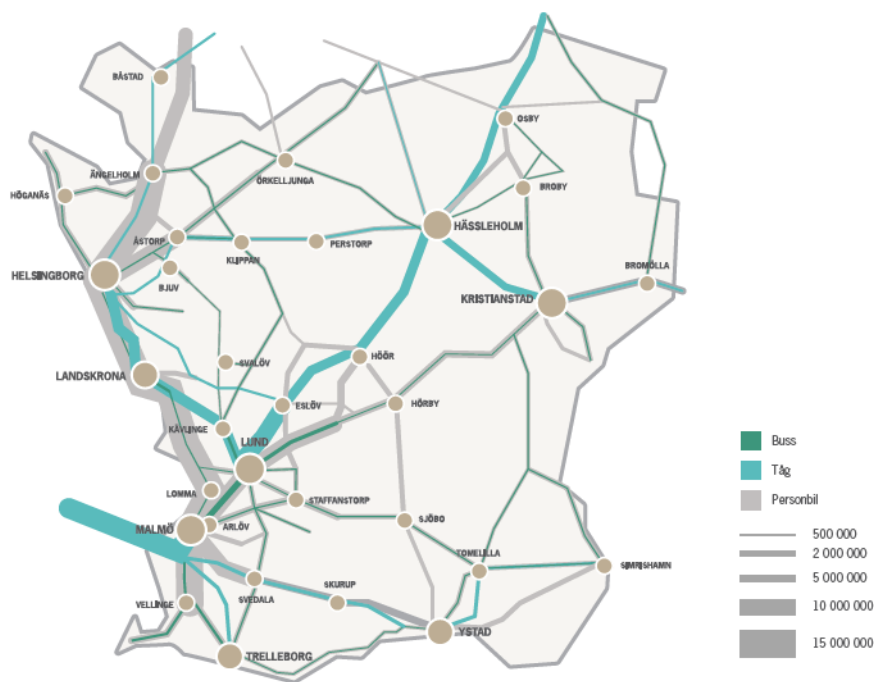 BÅSTAD
OSBY
ÄNGELHOLM
ÖRKELLJUNGA
HÖGANÄS
BROBY
HÄSSLEHOLM
ÅSTORP
KLIPPAN
PERSTORP
HELSINGBORG
BJUV
BROMÖLLA
KRISTIANSTAD
SVALÖV
HÖÖR
LANDSKRONA
ESLÖV
HÖRBY
KÄVLINGE
LUND
LOMMA
STAFFANSTORP
MALMÖ
ARLÖV
SJÖBO
TOMELILLA
SIMRISHAMN
SVEDALA
SKURUP
VELLINGE
YSTAD
TRELLEBORG
Buss
Tåg
Personbil
500 000
2 000 000
5 000 000
10 000 000
15 000 000